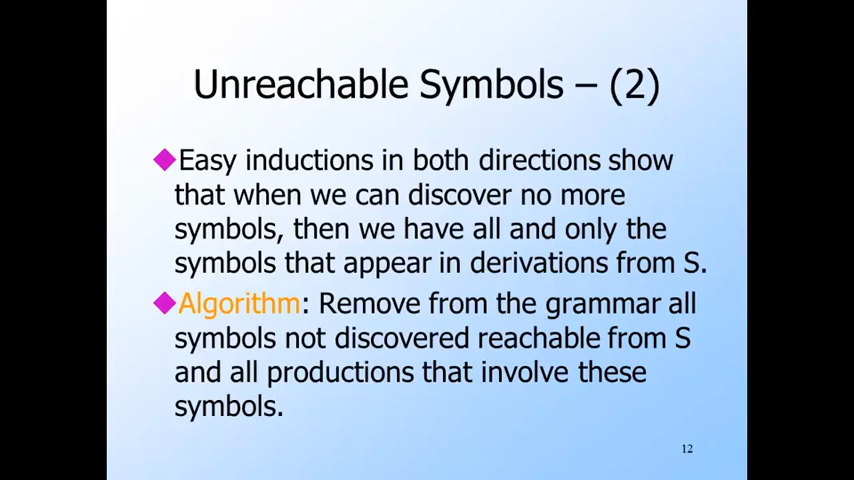 Unreachable Symbols – (2)
Easy inductions in both directions show
that when we can discover no more
symbols, then we have all and only the
symbols that appear in derivations from S.
Algorithm: Remove from the grammar all
symbols not discovered reachable from S
and all productions that involve these
symbols.
12